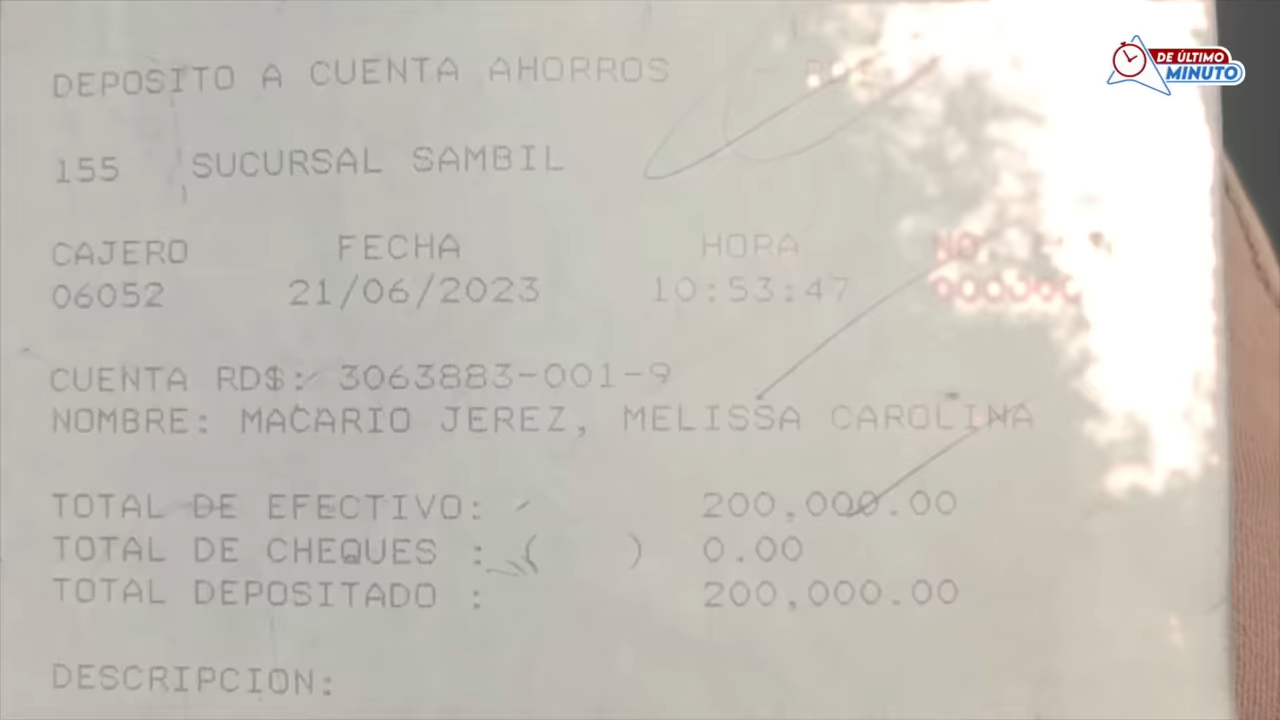 DE ÚLTIMO
MINUTO
DEPOSITO A CUENTA AHORROS
155 SUCURSAL SAMBIL
CAJERO FECHA HORA NO.
06052 21/06/2023 10:53:47
CUENTA RD$: 3063883-001-9
NOMBRE: MACARIO JEREZ, MELISSA CAROLINA
TOTAL DE EFECTIVO: 200,000.00
TOTAL DE CHEQUES : ( ) 0.00
TOTAL DEPOSITADO : 200,000.00
DESCRIPCION: